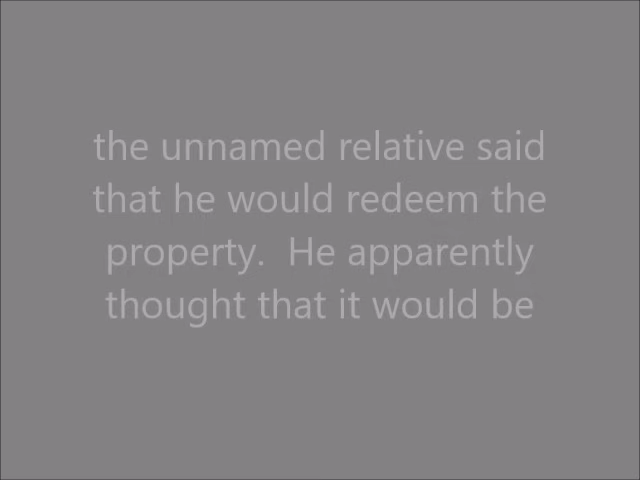 the unnamed relative said
that he would redeem the
property.  He apparently
thought that it would be